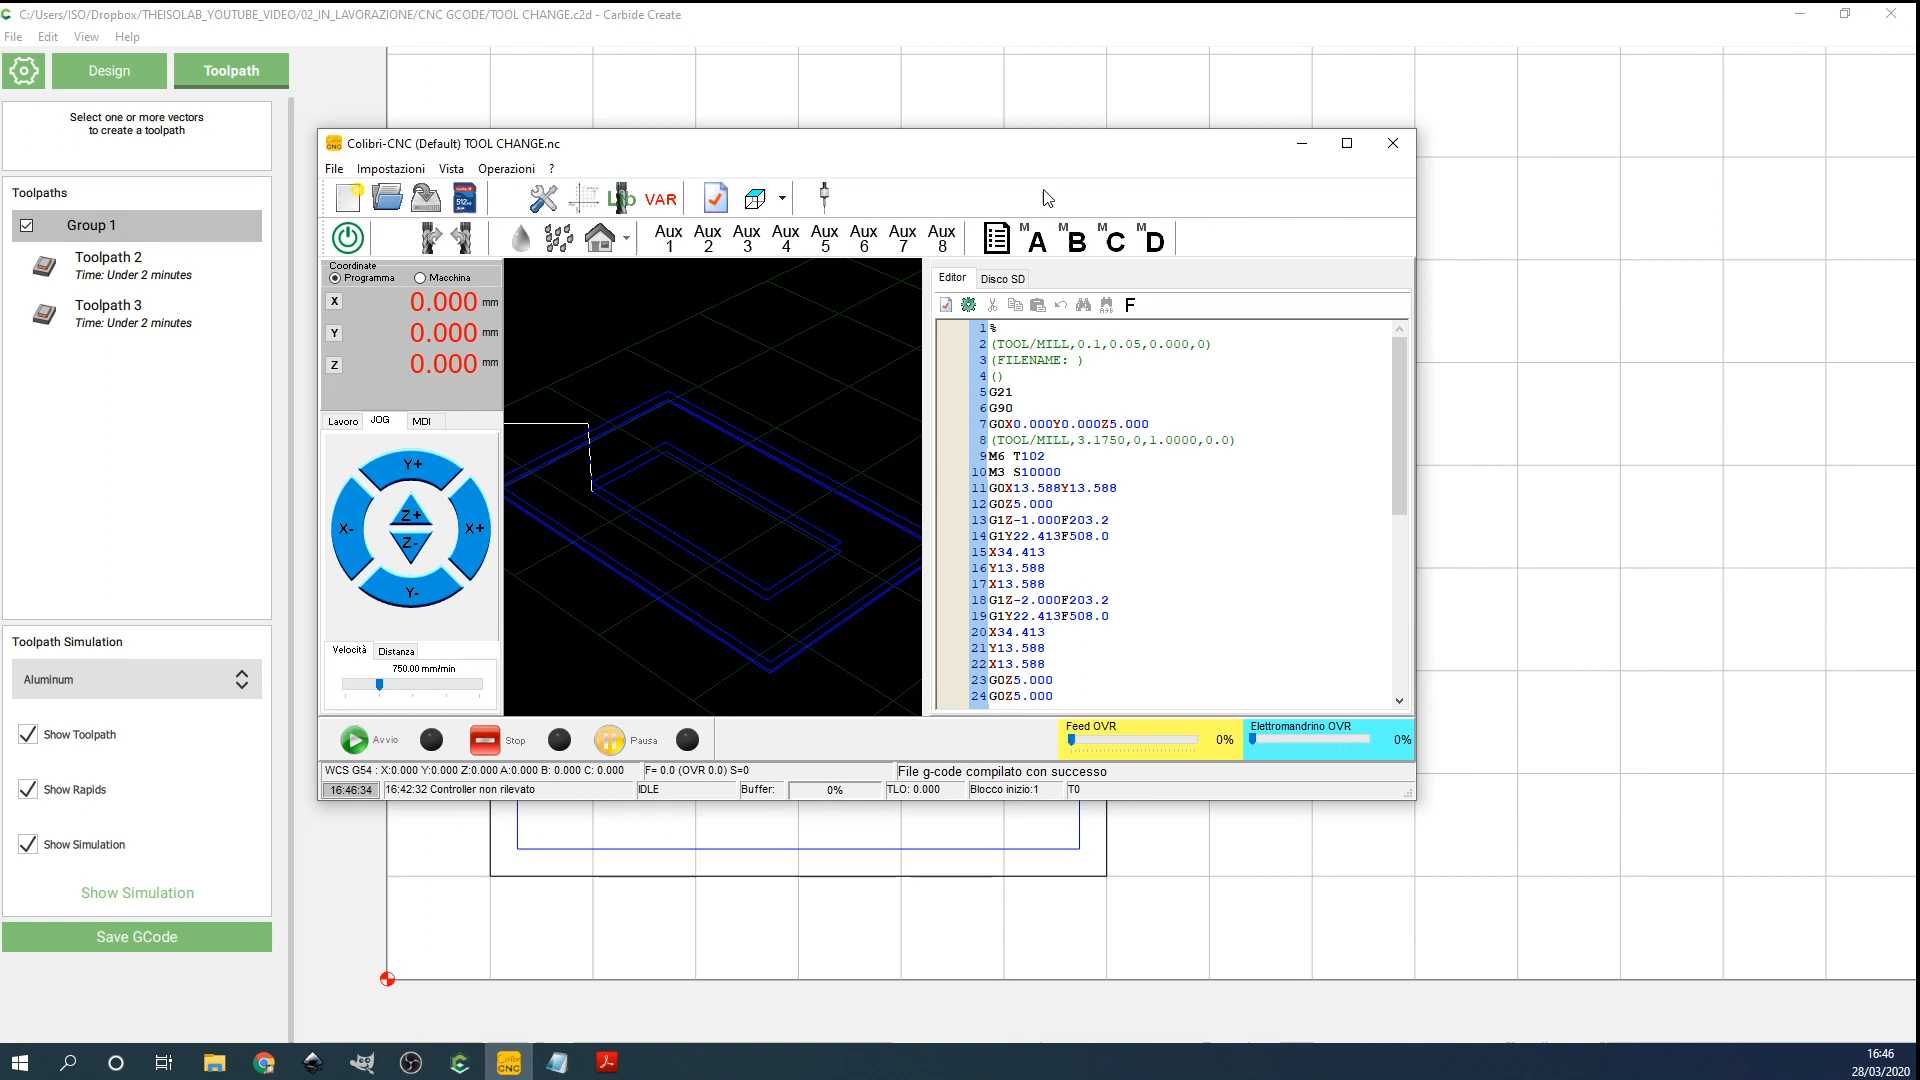 C:/Users/ISO/Dropbox/THEISOLAB_YOUTUBE_VIDEO/02_IN_LAVORAZIONE/CNC GCODE/TOOL CHANGE.c2d - Carbide Create
File Edit View Help
Design Toolpath
Select one or more vectors
to create a toolpath
Toolpaths
Group 1
Toolpath 2
Time: Under 2 minutes
Toolpath 3
Time: Under 2 minutes
Toolpath Simulation
Aluminum
Show Toolpath
Show Rapids
Show Simulation
Show Simulation
Save GCode
Colibri-CNC (Default) TOOL CHANGE.nc
File Impostazioni Vista Operazioni ?
VAR
Aux 1 Aux 2 Aux 3 Aux 4 Aux 5 Aux 6 Aux 7 Aux 8 M A M B M C M D
Coordinate
Programma Macchina
X 0.000 mm
Y 0.000 mm
Z 0.000 mm
Lavoro JOG MDI
Y+
X- Z+ X+
Z-
Y-
Velocità Distanza
750.00 mm/min
Editor Disco SD
F
1 %
2 (TOOL/MILL,0.1,0.05,0.000,0)
3 (FILENAME: )
4 ()
5 G21
6 G90
7 G0X0.000Y0.000Z5.000
8 (TOOL/MILL,3.1750,0,1.0000,0.0)
9 M6 T102
10 M3 S10000
11 G0X13.588Y13.588
12 G0Z5.000
13 G1Z-1.000F203.2
14 G1Y22.413F508.0
15 X34.413
16 Y13.588
17 X13.588
18 G1Z-2.000F203.2
19 G1Y22.413F508.0
20 X34.413
21 Y13.588
22 X13.588
23 G0Z5.000
24 G0Z5.000
Avvio Stop Pausa
Feed OVR 0%
Elettromandrino OVR 0%
WCS G54 : X:0.000 Y:0.000 Z:0.000 A:0.000 B: 0.000 C: 0.000 F= 0.0 (OVR 0.0) S=0 File g-code compilato con successo
16:46:34 16:42:32 Controller non rilevato IDLE Buffer: 0% TLO: 0.000 Blocco inizio:1 T0
16:46
28/03/2020